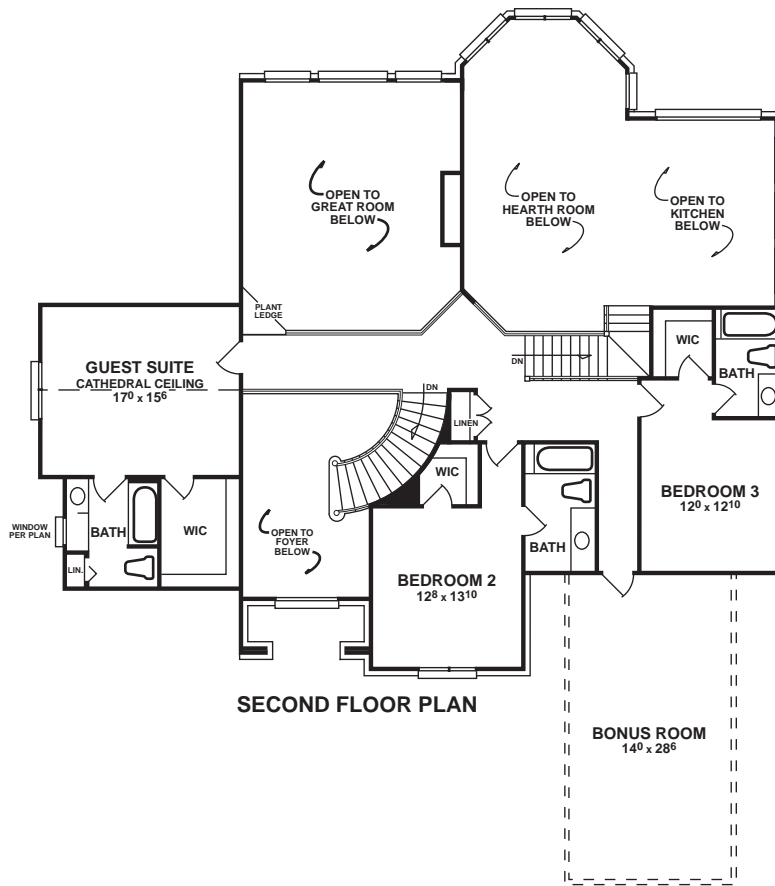 OPEN TO
GREAT ROOM
BELOW
OPEN TO
HEARTH ROOM
BELOW
OPEN TO
KITCHEN
BELOW
PLANT
LEDGE
GUEST SUITE
CATHEDRAL CEILING
17⁰ x 15⁶
DN
WIC
BATH
DN
LINEN
WIC
BEDROOM 3
12⁰ x 12¹⁰
WINDOW
PER PLAN
BATH
WIC
LIN.
OPEN TO
FOYER
BELOW
BATH
BEDROOM 2
12⁸ x 13¹⁰
SECOND FLOOR PLAN
BONUS ROOM
14⁰ x 28⁶